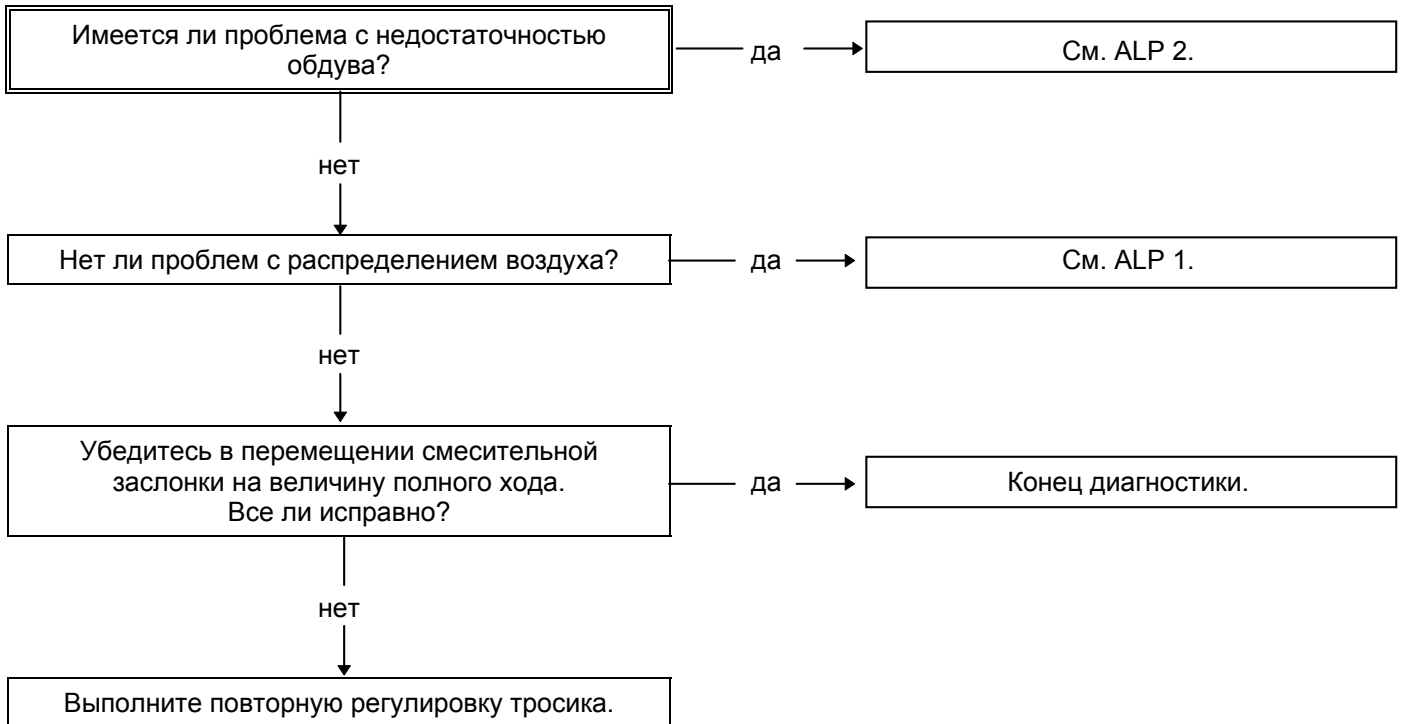 Имеется ли проблема с недостаточностью
обдува?
да
См. ALP 2.
нет
Нет ли проблем с распределением воздуха?
да
См. ALP 1.
нет
Убедитесь в перемещении смесительной
заслонки на величину полного хода.
Все ли исправно?
да
Конец диагностики.
нет
Выполните повторную регулировку тросика.